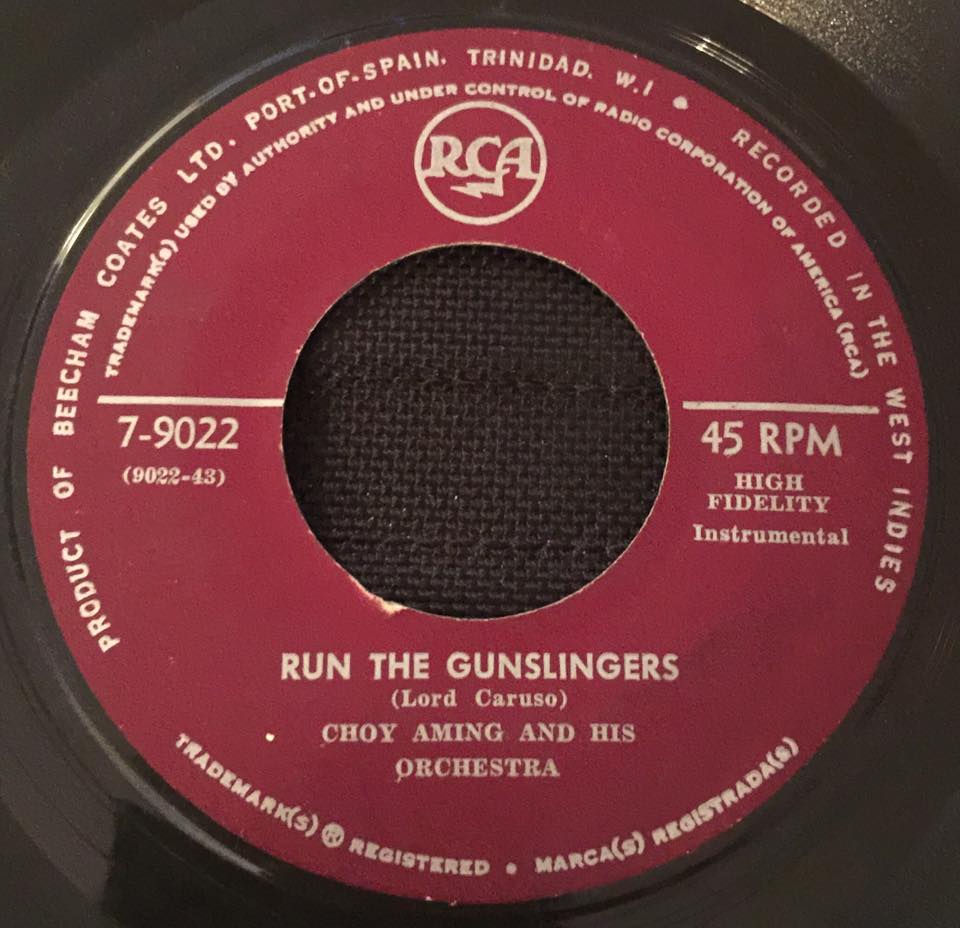 PRODUCT OF BEECHAM COATES LTD. PORT-OF-SPAIN. TRINIDAD. W.I • RECORDED IN THE WEST INDIES
TRADEMARK(S) USED BY AUTHORITY AND UNDER CONTROL OF RADIO CORPORATION OF AMERICA (RCA)
RCA
7-9022
(9022-43)
45 RPM
HIGH
FIDELITY
Instrumental
RUN THE GUNSLINGERS
(Lord Caruso)
CHOY AMING AND HIS
ORCHESTRA
TRADEMARK(S) ® REGISTERED • MARCA(S) REGISTRADA(S)